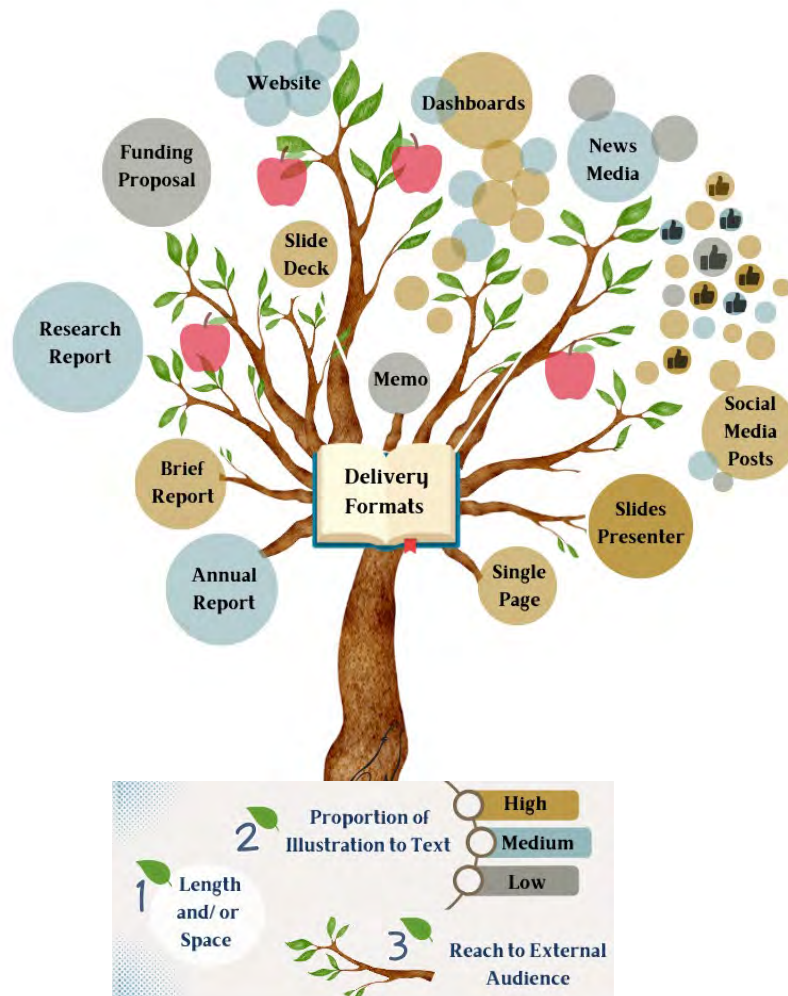 Website
Dashboards
News
Media
Funding
Proposal
Slide
Deck
Research
Report
Memo
Social
Media
Posts
Brief
Report
Delivery
Formats
Slides
Presenter
Annual
Report
Single
Page
1
Length
and/ or
Space
2
Proportion of
Illustration to Text
High
Medium
Low
3
Reach to External
Audience